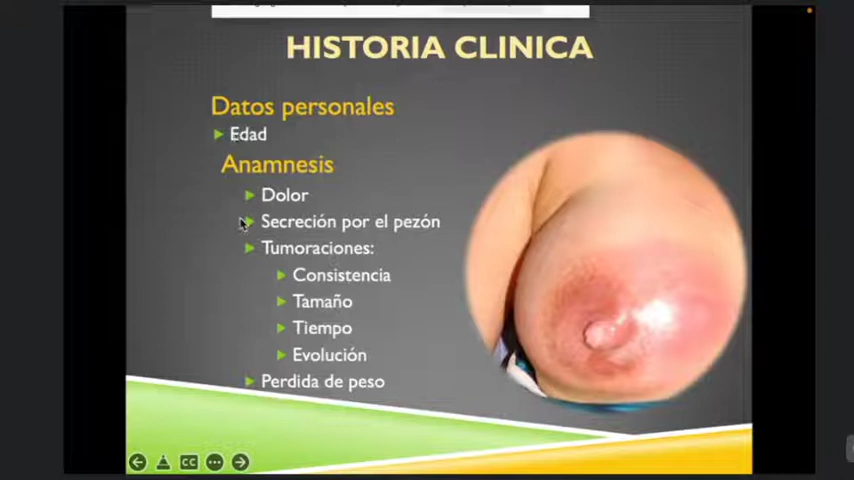 HISTORIA CLINICA
Datos personales
Edad
Anamnesis
Dolor
Secreción por el pezón
Tumoraciones:
Consistencia
Tamaño
Tiempo
Evolución
Perdida de peso
CC